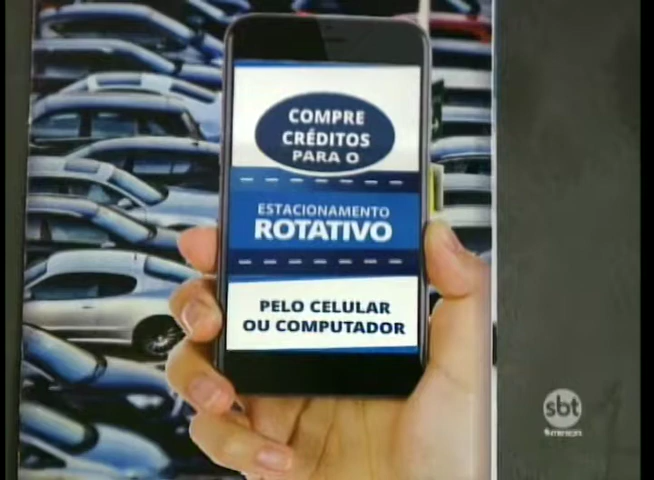 COMPRE
CRÉDITOS
PARA O
ESTACIONAMENTO
ROTATIVO
PELO CELULAR
OU COMPUTADOR
sbt